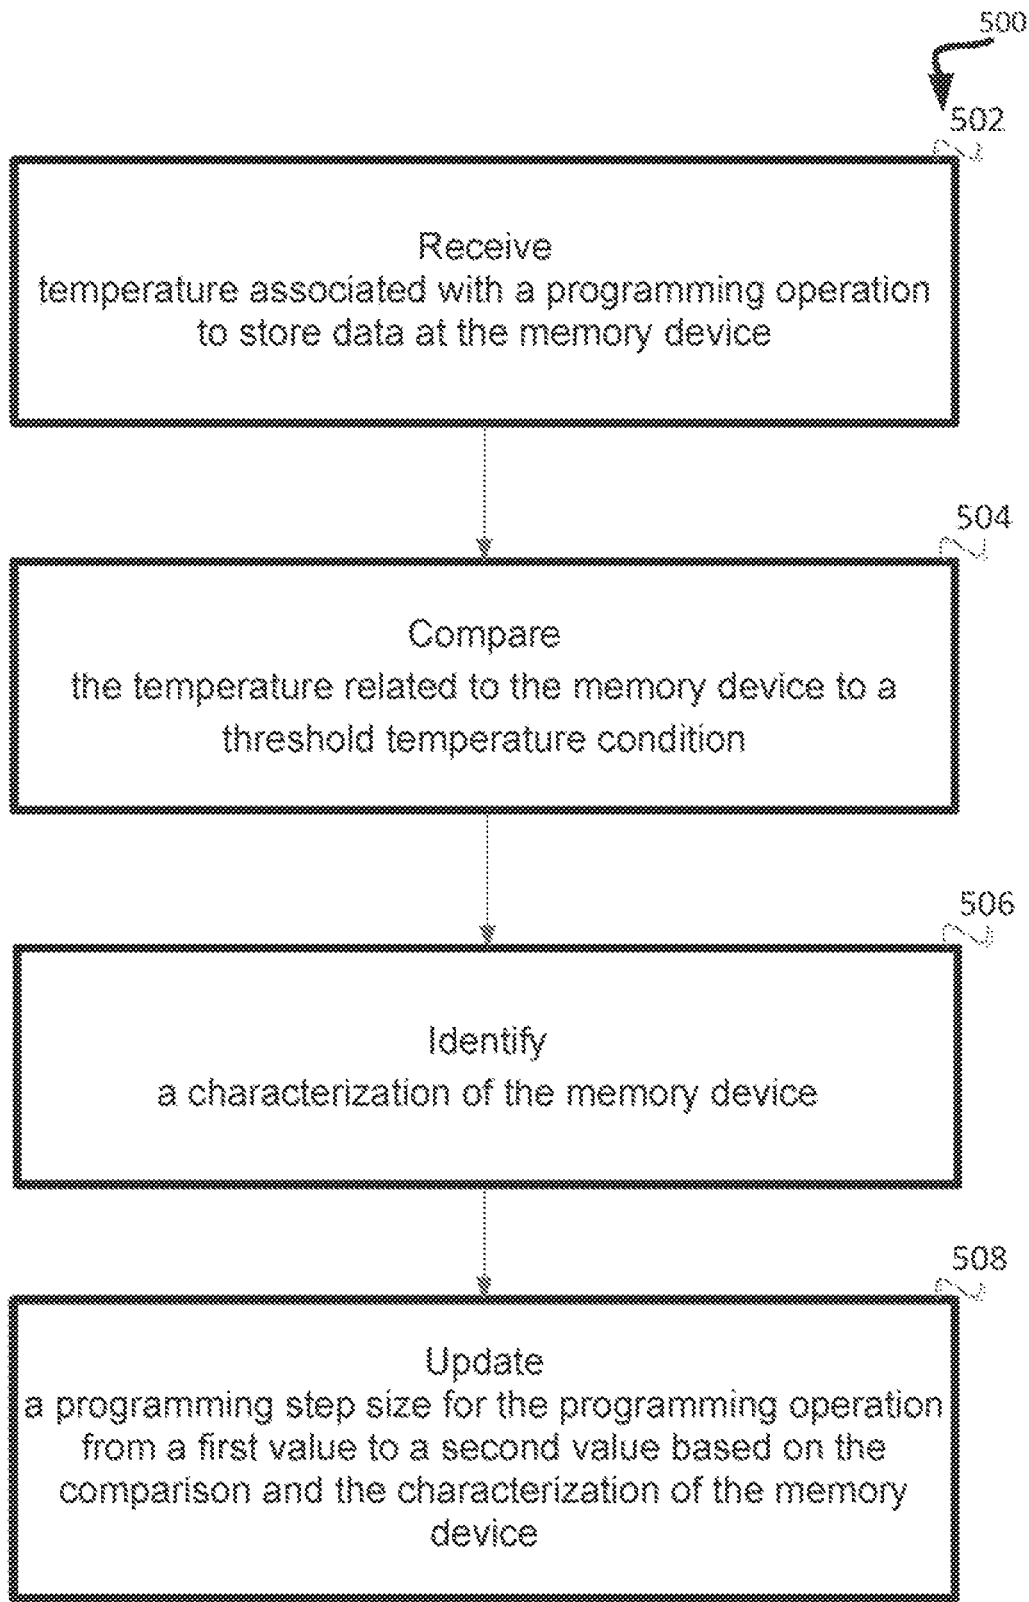 500
502
Receive
temperature associated with a programming operation
to store data at the memory device
504
Compare
the temperature related to the memory device to a
threshold temperature condition
506
Identify
a characterization of the memory device
508
Update
a programming step size for the programming operation
from a first value to a second value based on the
comparison and the characterization of the memory
device